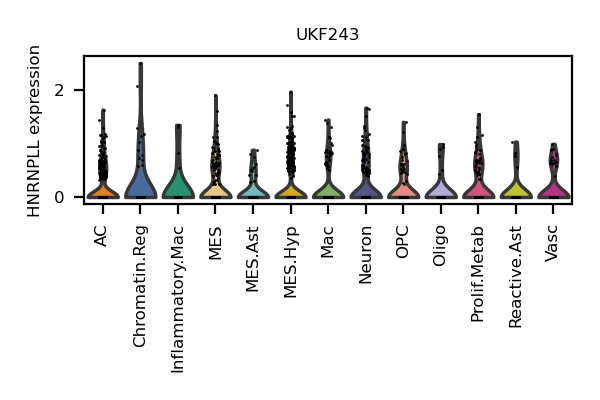 UKF243
HNRNPLL expression
2
0
AC
Chromatin.Reg
Inflammatory.Mac
MES
MES.Ast
MES.Hyp
Mac
Neuron
OPC
Oligo
Prolif.Metab
Reactive.Ast
Vasc